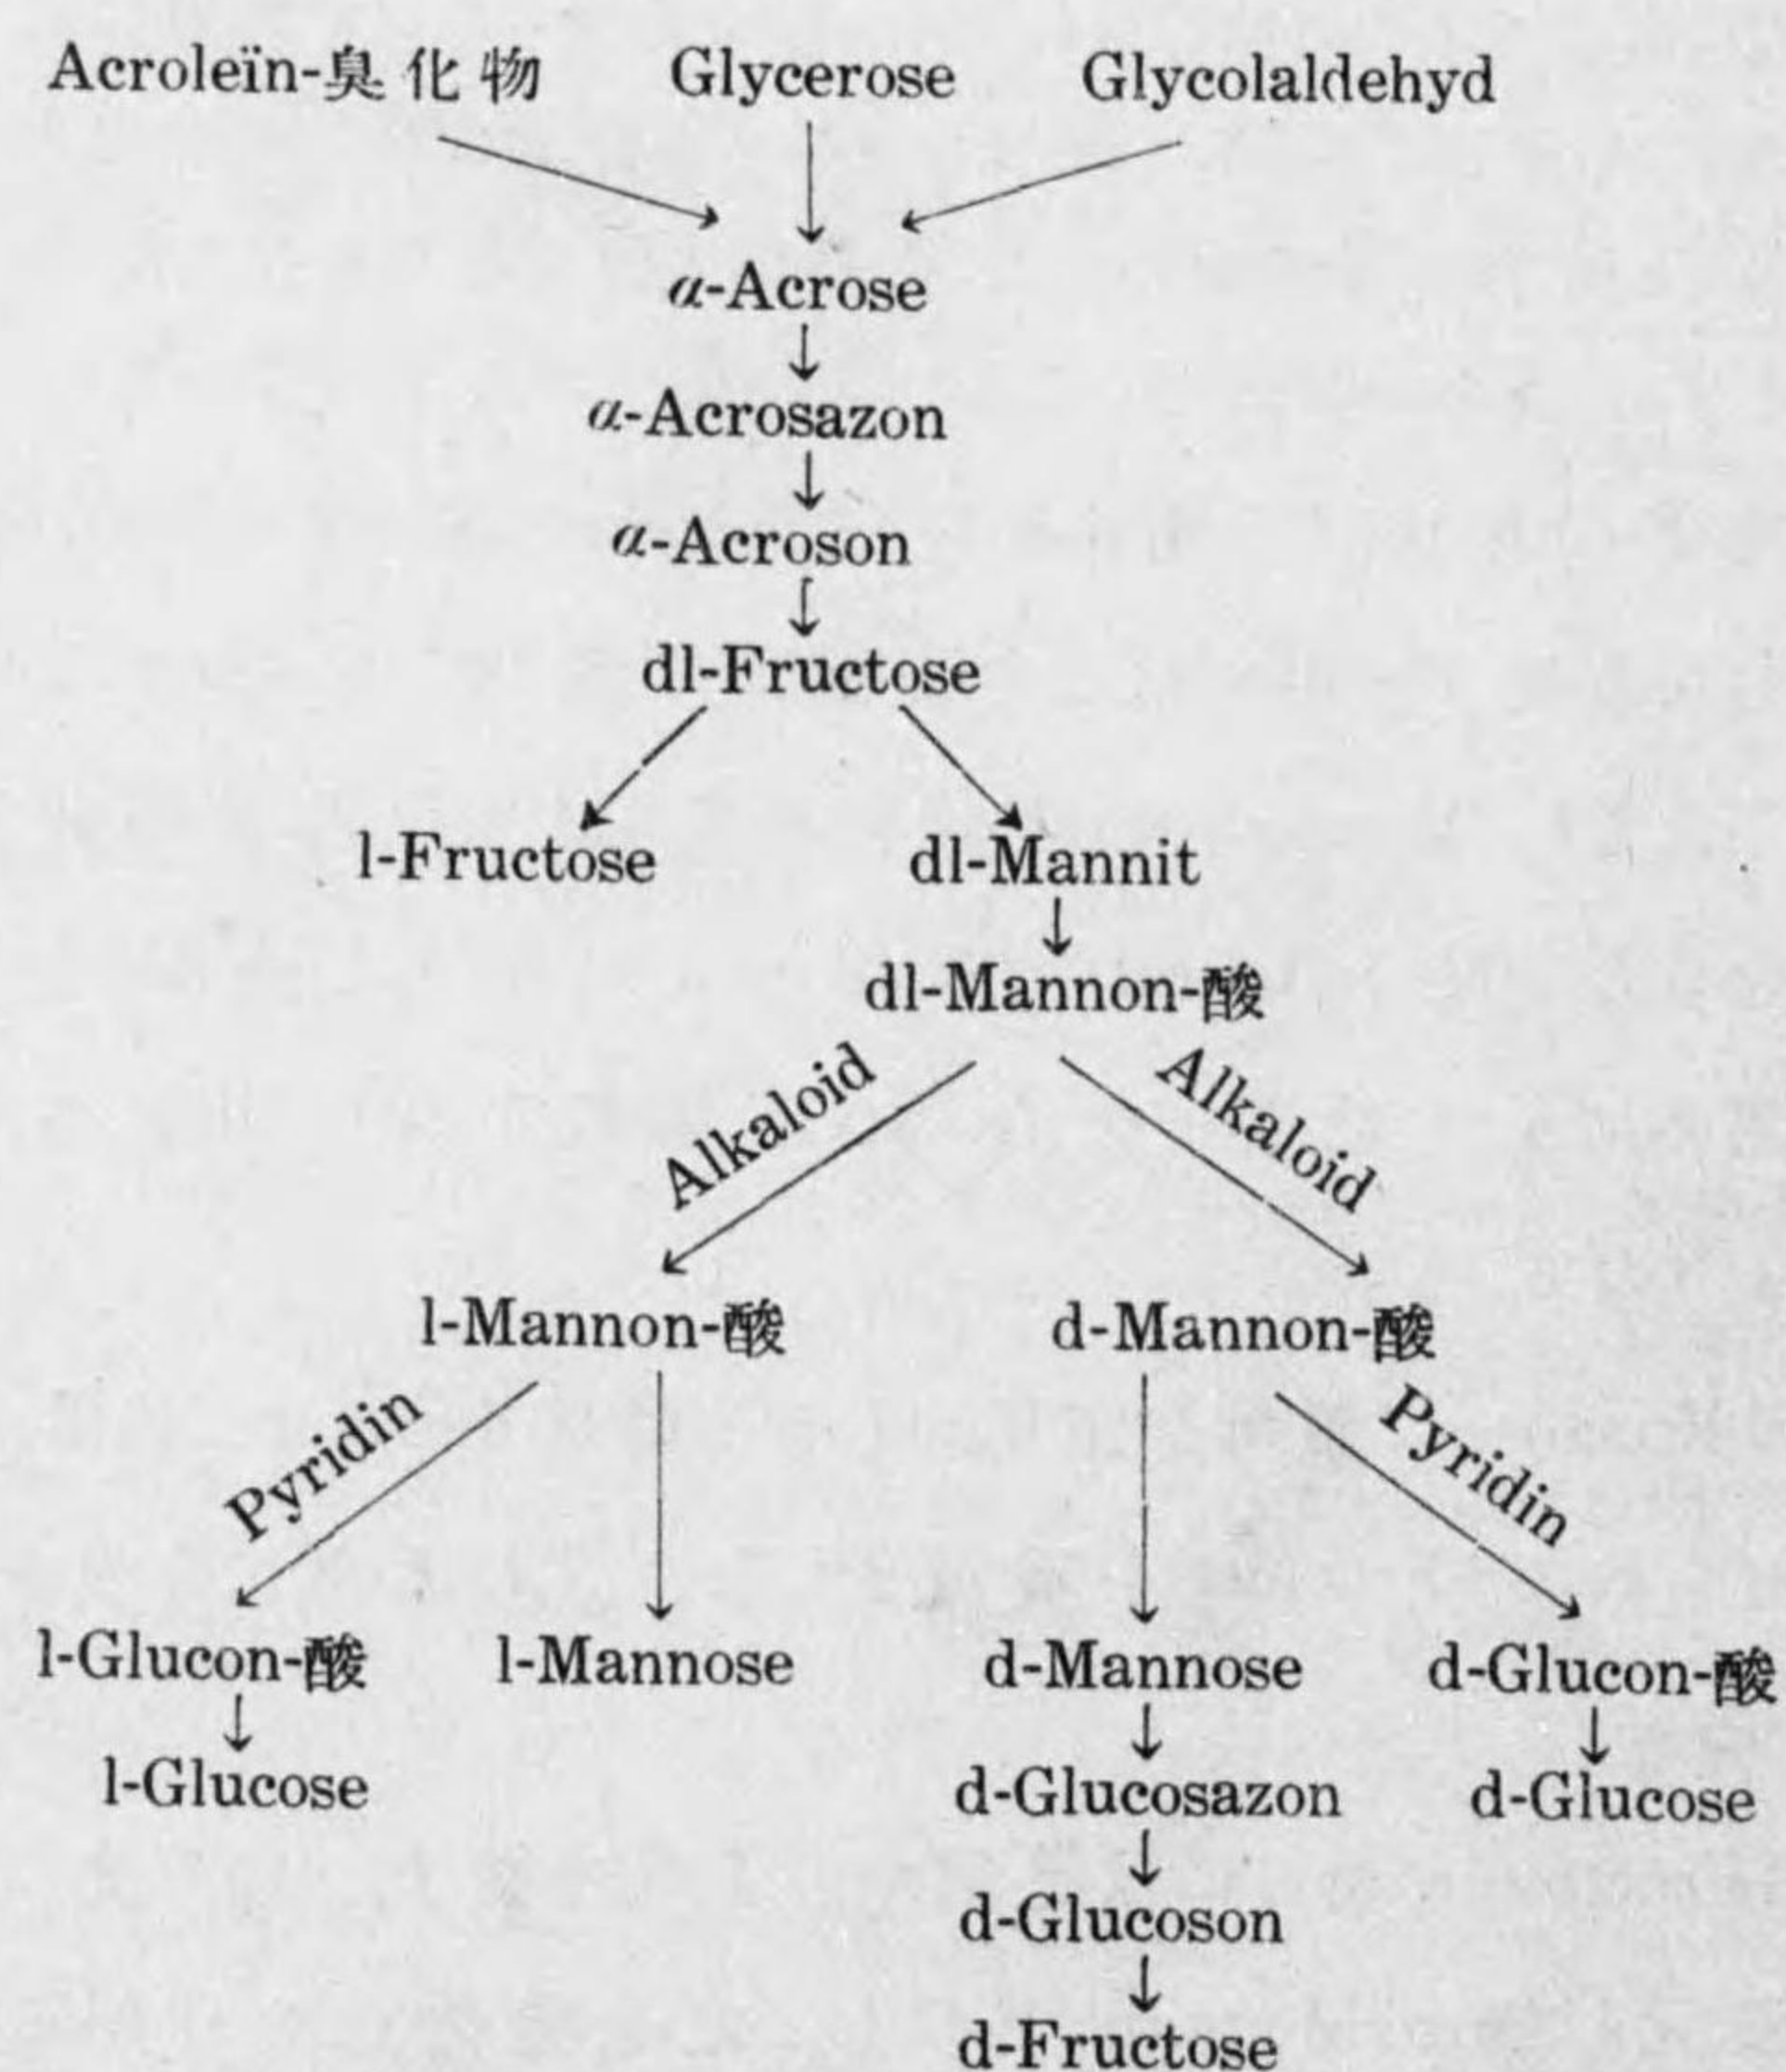 Acroleïn-臭化物 Glycerose Glycolaldehyd
α-Acrose
α-Acrosazon
α-Acroson
dl-Fructose
l-Fructose dl-Mannit
dl-Mannon-酸
Alkaloid Alkaloid
l-Mannon-酸 d-Mannon-酸
Pyridin Pyridin
l-Glucon-酸 l-Mannose d-Mannose d-Glucon-酸
l-Glucose d-Glucosazon d-Glucose
d-Glucoson
d-Fructose